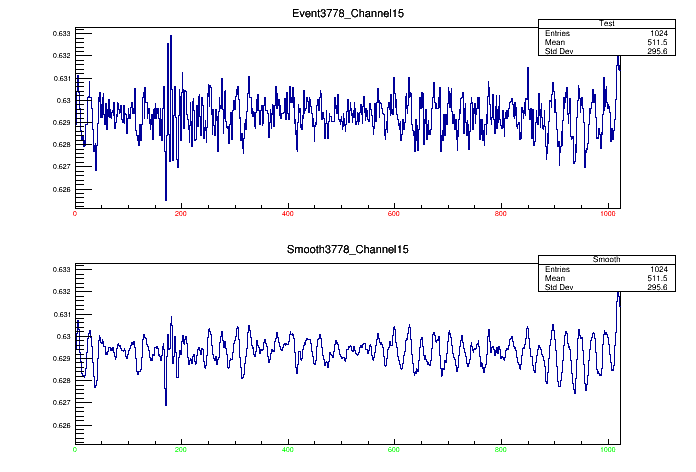 Event3778_Channel15
Test
Entries 1024
Mean 511.5
Std Dev 295.6
0.633
0.632
0.631
0.63
0.629
0.628
0.627
0.626
0 200 400 600 800 1000
Smooth3778_Channel15
Smooth
Entries 1024
Mean 511.5
Std Dev 295.6
0.633
0.632
0.631
0.63
0.629
0.628
0.627
0.626
0 200 400 600 800 1000